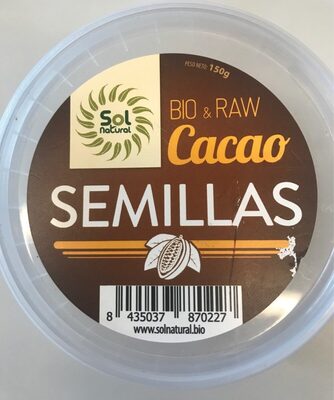 PESO NETO: 150g
Sol
Natural
BIO & RAW
Cacao
SEMILLAS
8 435037 870227
www.solnatural.bio